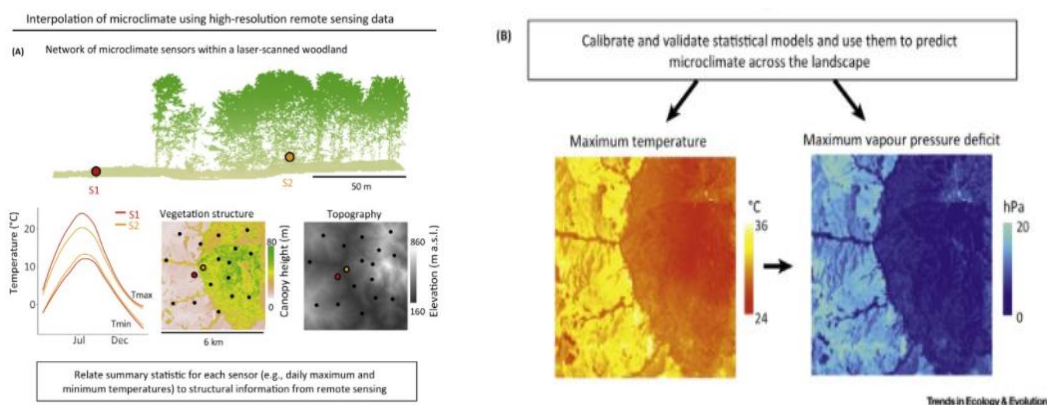 Interpolation of microclimate using high-resolution remote sensing data
(A)
Network of microclimate sensors within a laser-scanned woodland
S1
S2
50 m
Temperature (°C)
20
10
0
S1
S2
Tmax
Tmin
Jul
Dec
Vegetation structure
80
0
Canopy height (m)
6 km
Topography
860
160
Elevation (m a.s.l.)
Relate summary statistic for each sensor (e.g., daily maximum and
minimum temperatures) to structural information from remote sensing
(B)
Calibrate and validate statistical models and use them to predict
microclimate across the landscape
Maximum temperature
°C
36
24
Maximum vapour pressure deficit
hPa
20
0
Trends in Ecology & Evolution